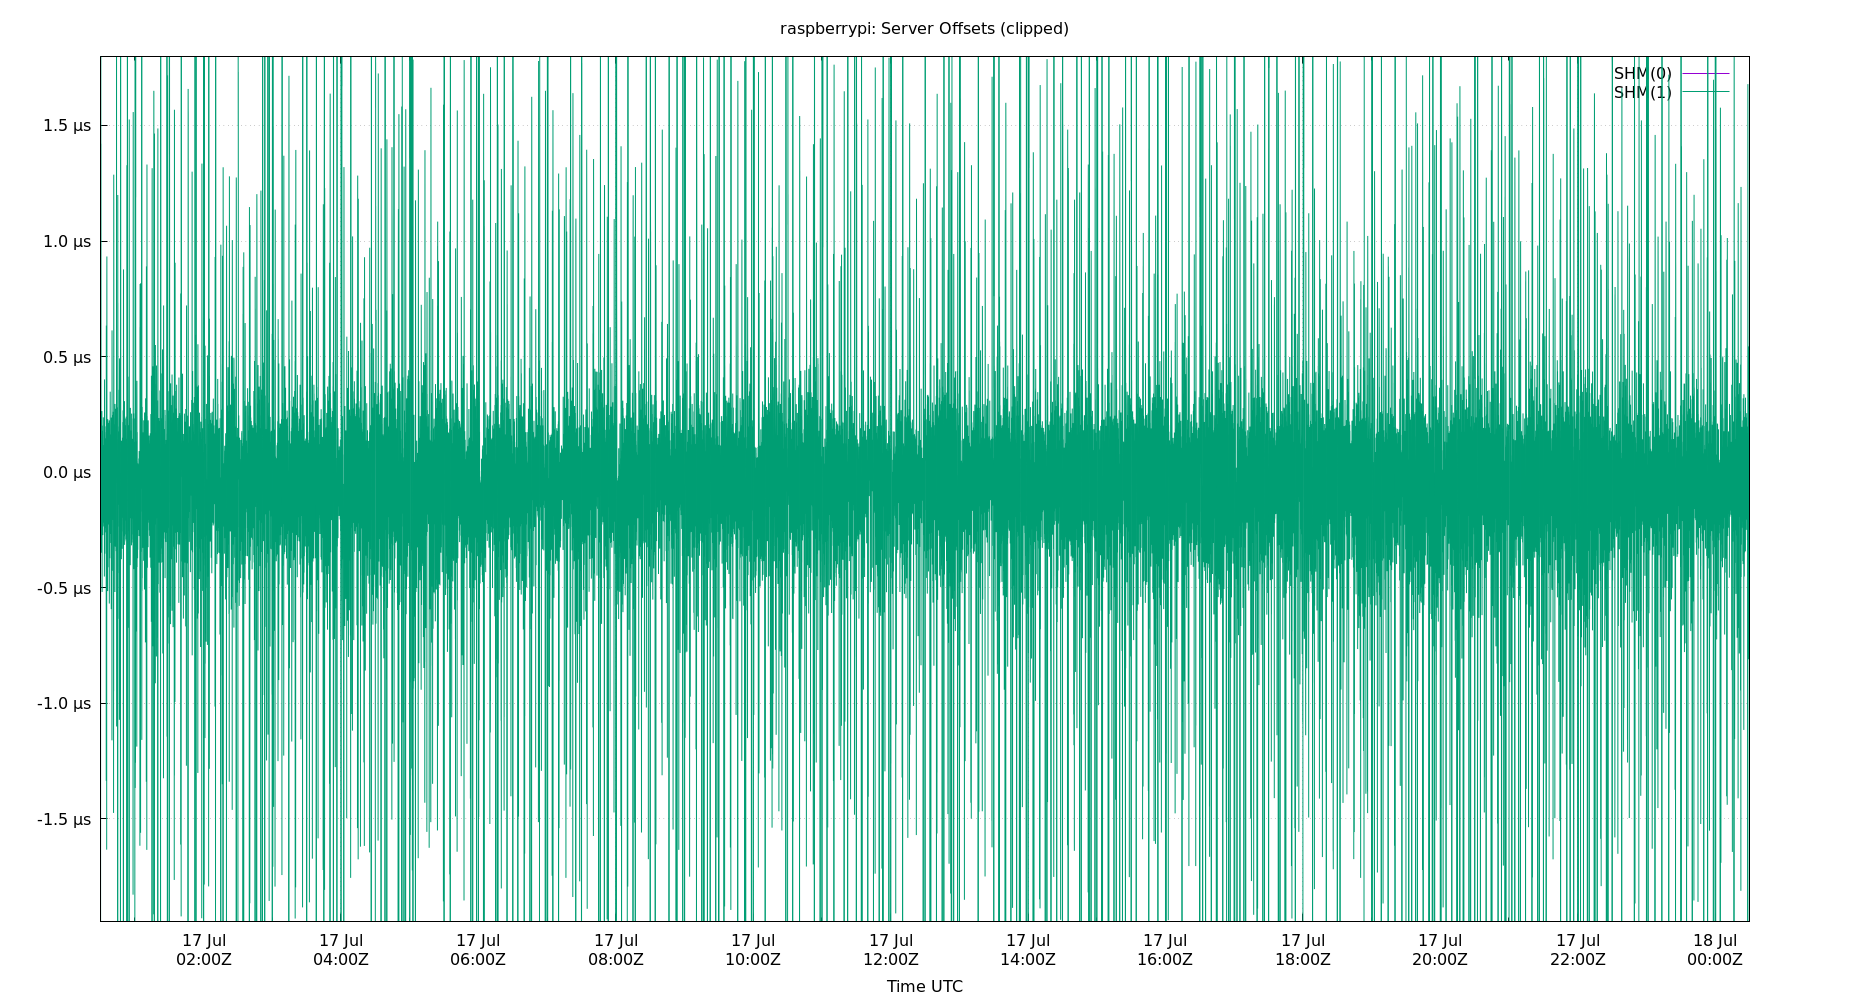 raspberrypi: Server Offsets (clipped)
SHM(0)
SHM(1)
1.5 µs
1.0 µs
0.5 µs
0.0 µs
-0.5 µs
-1.0 µs
-1.5 µs
17 Jul 17 Jul 17 Jul 17 Jul 17 Jul 17 Jul 17 Jul 17 Jul 17 Jul 17 Jul 17 Jul 18 Jul
02:00Z 04:00Z 06:00Z 08:00Z 10:00Z 12:00Z 14:00Z 16:00Z 18:00Z 20:00Z 22:00Z 00:00Z
Time UTC